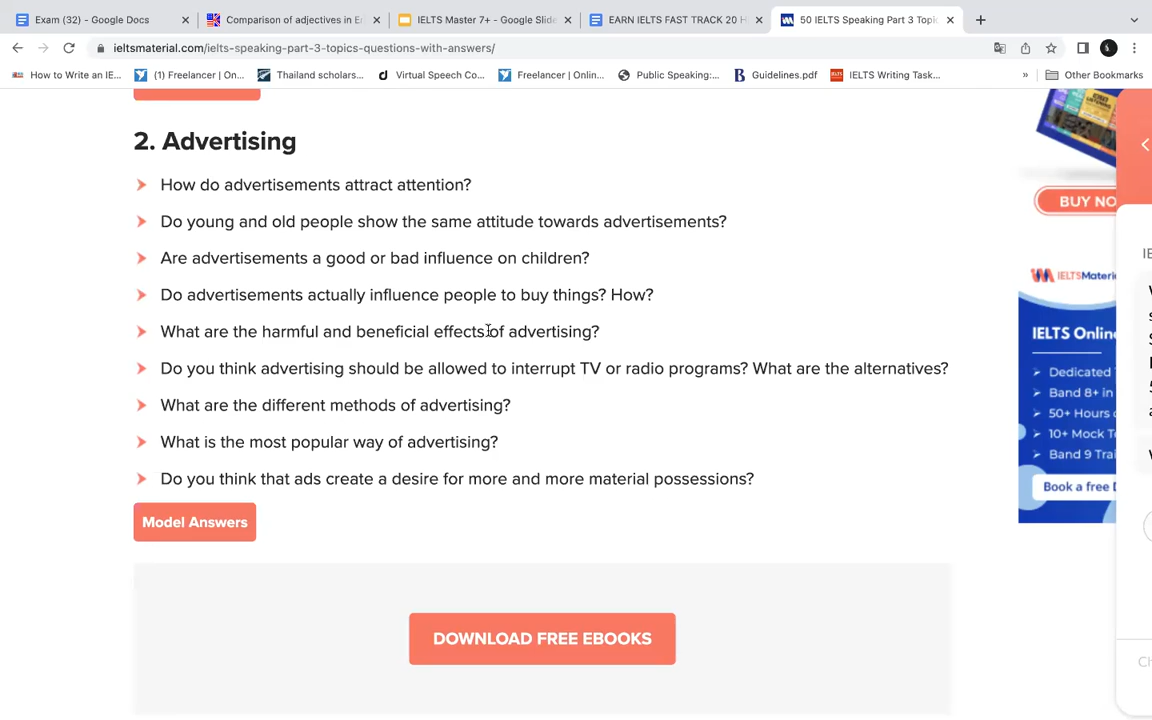 Exam (32) - Google Docs
Comparison of adjectives in E
IELTS Master 7+ - Google Slide
EARN IELTS FAST TRACK 20 H
50 IELTS Speaking Part 3 Topic
ieltsmaterial.com/ielts-speaking-part-3-topics-questions-with-answers/
How to Write an IE...
(1) Freelancer | On...
Thailand scholars...
Virtual Speech Co...
Freelancer | Onlin...
Public Speaking:...
Guidelines.pdf
IELTS Writing Task...
»
Other Bookmarks
2. Advertising
How do advertisements attract attention?
Do young and old people show the same attitude towards advertisements?
Are advertisements a good or bad influence on children?
Do advertisements actually influence people to buy things? How?
What are the harmful and beneficial effects of advertising?
Do you think advertising should be allowed to interrupt TV or radio programs? What are the alternatives?
What are the different methods of advertising?
What is the most popular way of advertising?
Do you think that ads create a desire for more and more material possessions?
Model Answers
DOWNLOAD FREE EBOOKS
BUY NO
IELTSMateri
IELTS Onlin
Dedicated
Band 8+ in
50+ Hours
10+ Mock T
Band 9 Trai
Book a free
IE
Ch